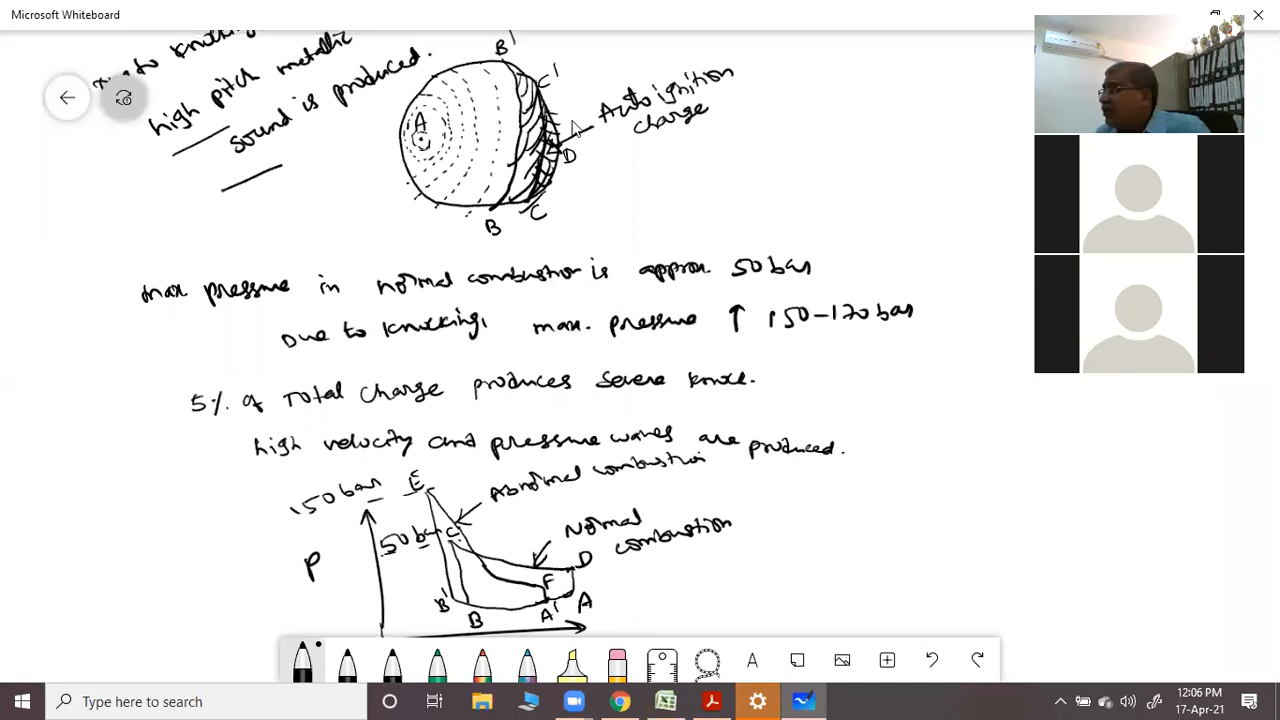 Microsoft Whiteboard
to knocking
high pitch metallic
sound is produced.
B'
C'
A
D
C
B
Auto ignition
charge
max pressure in normal combustion is approx. 50 bar
Due to knocking, max. pressure ↑ 150-170 bar
5% of Total charge produces severe knock.
high velocity and pressure waves are produced.
150 bar E
Abnormal combustion
50 bar C
Normal
combustion
P
D
F
B'
B
A'
A
A
Type here to search
12:06 PM
17-Apr-21